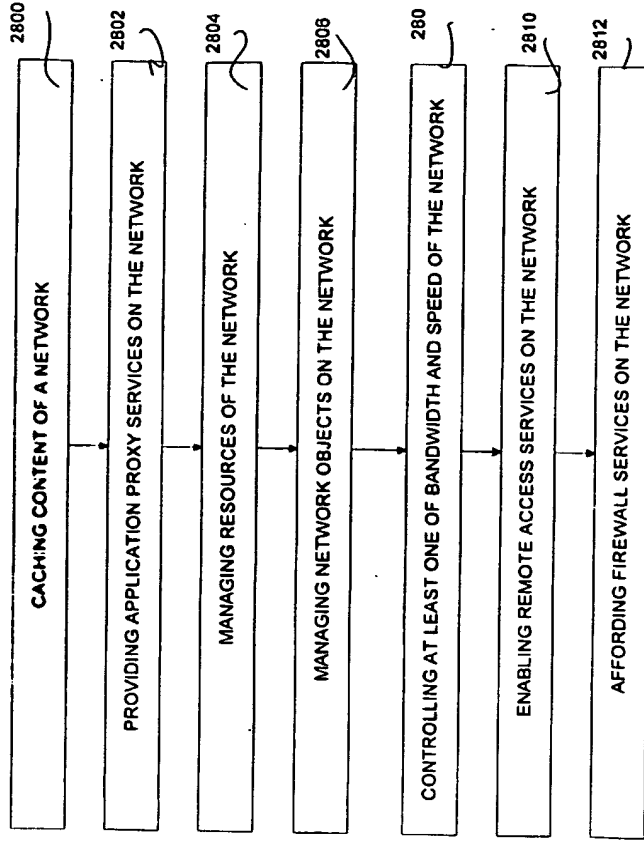 2800
CACHING CONTENT OF A NETWORK
2802
PROVIDING APPLICATION PROXY SERVICES ON THE NETWORK
2804
MANAGING RESOURCES OF THE NETWORK
2806
MANAGING NETWORK OBJECTS ON THE NETWORK
280
CONTROLLING AT LEAST ONE OF BANDWIDTH AND SPEED OF THE NETWORK
2810
ENABLING REMOTE ACCESS SERVICES ON THE NETWORK
2812
AFFORDING FIREWALL SERVICES ON THE NETWORK